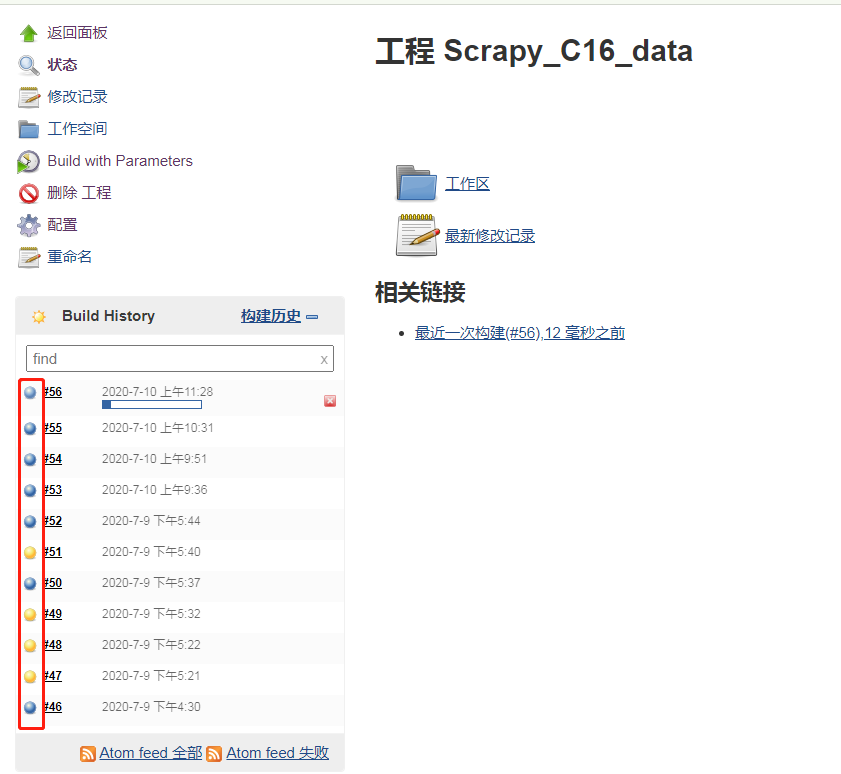 返回面板
状态
修改记录
工作空间
Build with Parameters
删除 工程
配置
重命名
Build History 构建历史
find x
#56 2020-7-10 上午11:28
#55 2020-7-10 上午10:31
#54 2020-7-10 上午9:51
#53 2020-7-10 上午9:36
#52 2020-7-9 下午5:44
#51 2020-7-9 下午5:40
#50 2020-7-9 下午5:37
#49 2020-7-9 下午5:32
#48 2020-7-9 下午5:22
#47 2020-7-9 下午5:21
#46 2020-7-9 下午4:30
Atom feed 全部 Atom feed 失败
工程 Scrapy_C16_data
工作区
最新修改记录
相关链接
最近一次构建(#56),12 毫秒之前